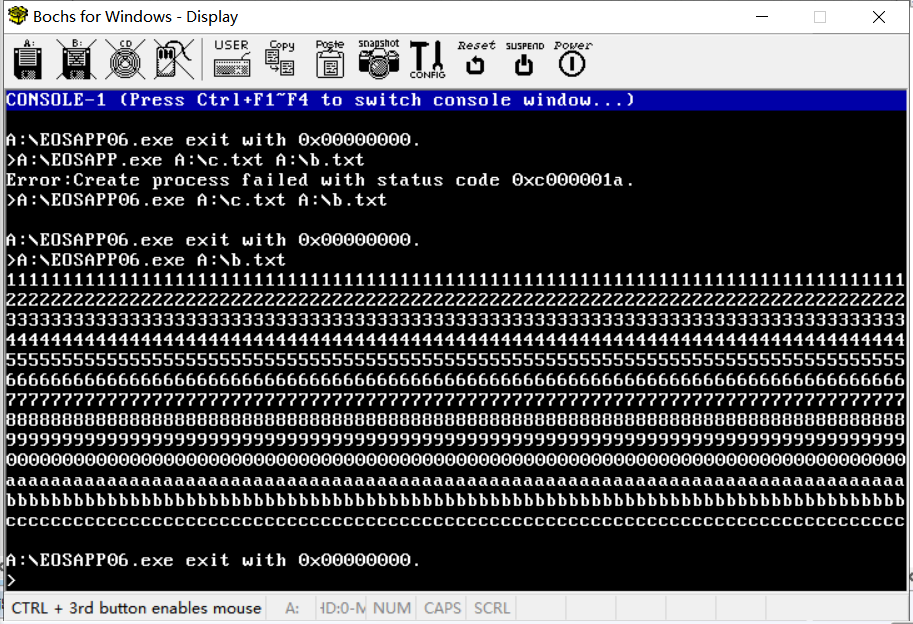 Bochs for Windows - Display
A: B: CD USER Copy Paste snapshot CONFIG Reset SUSPEND Power
CONSOLE-1 (Press Ctrl+F1~F4 to switch console window...)
A:\EOSAPP06.exe exit with 0x00000000.
>A:\EOSAPP.exe A:\c.txt A:\b.txt
Error:Create process failed with status code 0xc000001a.
>A:\EOSAPP06.exe A:\c.txt A:\b.txt
A:\EOSAPP06.exe exit with 0x00000000.
>A:\EOSAPP06.exe A:\b.txt
11111111111111111111111111111111111111111111111111111111111111111111111111111111
22222222222222222222222222222222222222222222222222222222222222222222222222222222
33333333333333333333333333333333333333333333333333333333333333333333333333333333
44444444444444444444444444444444444444444444444444444444444444444444444444444444
55555555555555555555555555555555555555555555555555555555555555555555555555555555
66666666666666666666666666666666666666666666666666666666666666666666666666666666
77777777777777777777777777777777777777777777777777777777777777777777777777777777
88888888888888888888888888888888888888888888888888888888888888888888888888888888
99999999999999999999999999999999999999999999999999999999999999999999999999999999
00000000000000000000000000000000000000000000000000000000000000000000000000000000
aaaaaaaaaaaaaaaaaaaaaaaaaaaaaaaaaaaaaaaaaaaaaaaaaaaaaaaaaaaaaaaaaaaaaaaaaaaaaaaa
bbbbbbbbbbbbbbbbbbbbbbbbbbbbbbbbbbbbbbbbbbbbbbbbbbbbbbbbbbbbbbbbbbbbbbbbbbbbbbbb
cccccccccccccccccccccccccccccccccccccccccccccccccccccccccccccccccccccccccccccccc
A:\EOSAPP06.exe exit with 0x00000000.
>
CTRL + 3rd button enables mouse A: HD:0-M NUM CAPS SCRL